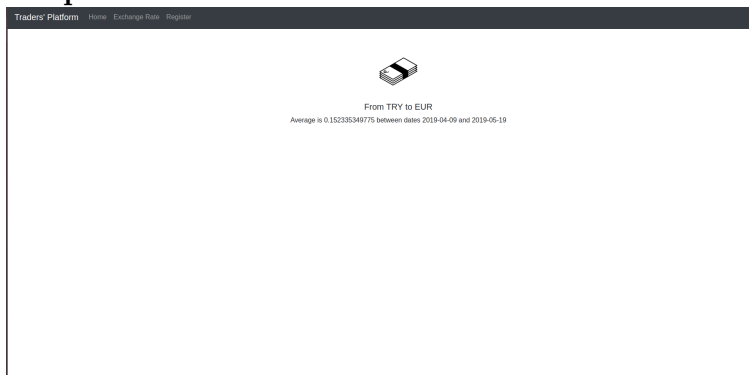 Traders' Platform Home Exchange Rate Register
From TRY to EUR
Average is 0.152335349775 between dates 2019-04-09 and 2019-05-19